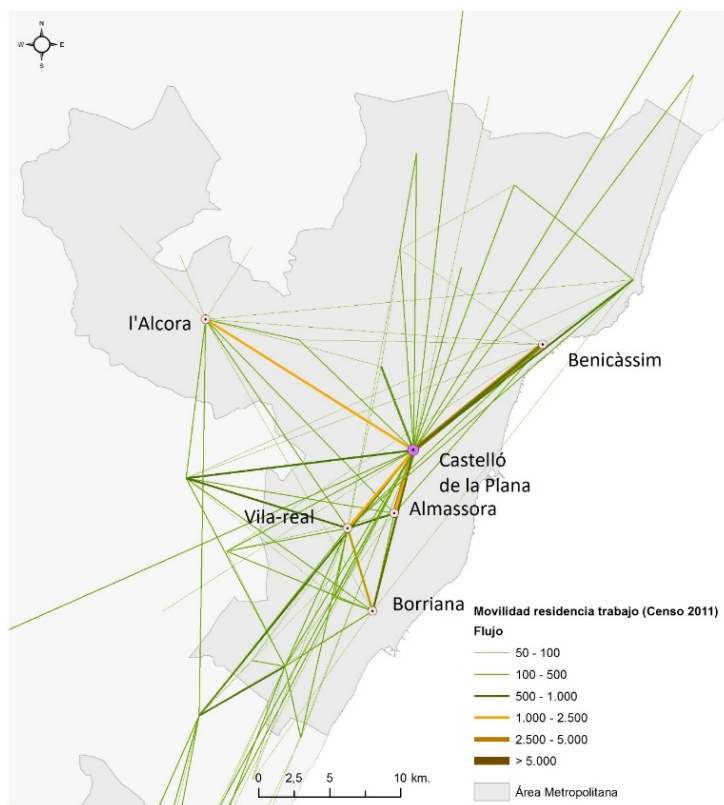 N
W E
S
l'Alcora
Benicàssim
Castelló
de la Plana
Vila-real
Almassora
Borriana
Movilidad residencia trabajo (Censo 2011)
Flujo
50 - 100
100 - 500
500 - 1.000
1.000 - 2.500
2.500 - 5.000
> 5.000
0 2,5 5 10 km.
Área Metropolitana